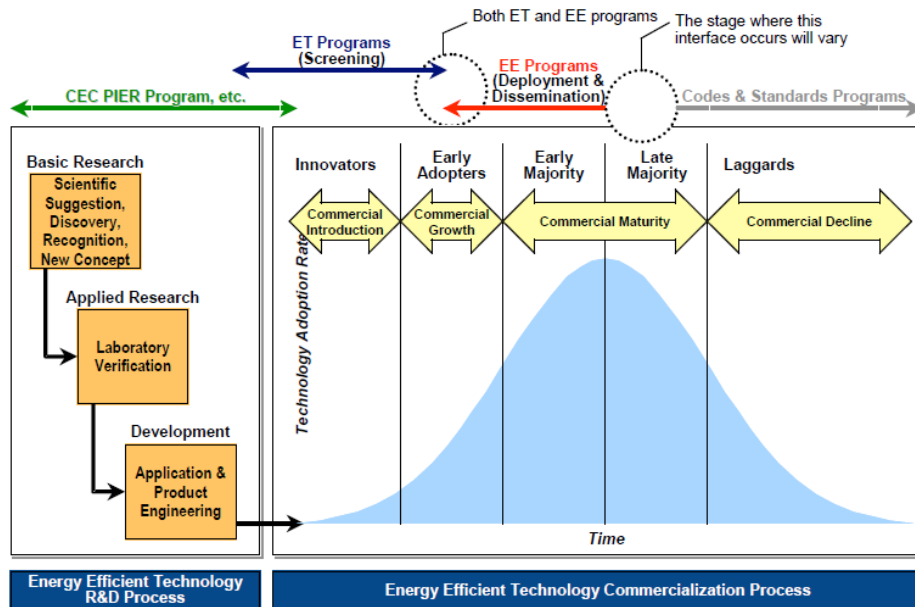 Both ET and EE programs
The stage where this
interface occurs will vary
ET Programs
(Screening)
EE Programs
(Deployment &
Dissemination)
CEC PIER Program, etc.
Codes & Standards Programs
Basic Research
Scientific
Suggestion,
Discovery,
Recognition,
New Concept
Applied Research
Laboratory
Verification
Development
Application &
Product
Engineering
Innovators
Early
Adopters
Early
Majority
Late
Majority
Laggards
Commercial
Introduction
Commercial
Growth
Commercial Maturity
Commercial Decline
Technology Adoption Rate
Time
Energy Efficient Technology
R&D Process
Energy Efficient Technology Commercialization Process